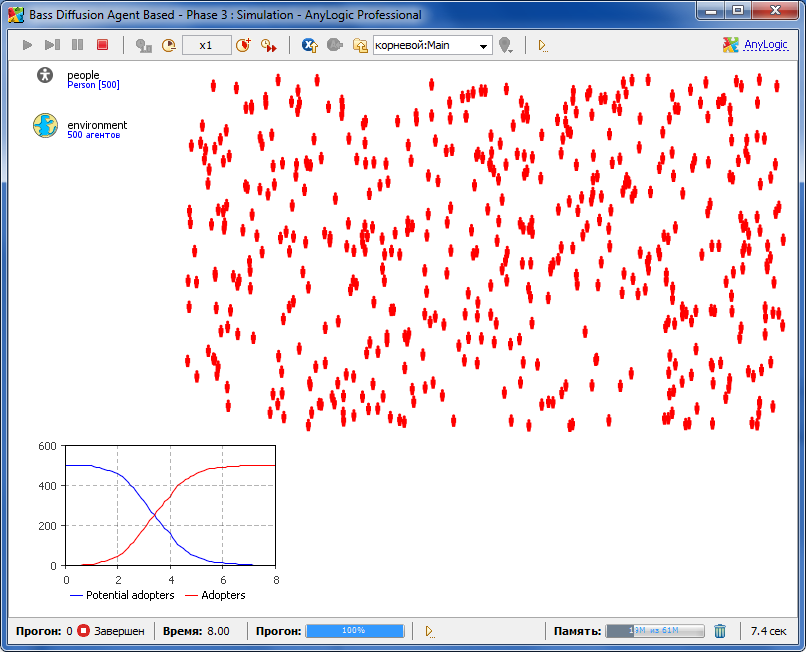 Bass Diffusion Agent Based - Phase 3 : Simulation - AnyLogic Professional
x1
корневой:Main
AnyLogic
people
Person [500]
environment
500 агентов
600
400
200
0
0 2 4 6 8
Potential adopters Adopters
Прогон: 0 Завершен Время: 8.00 Прогон: 100% Память: 19M из 61M 7.4 сек